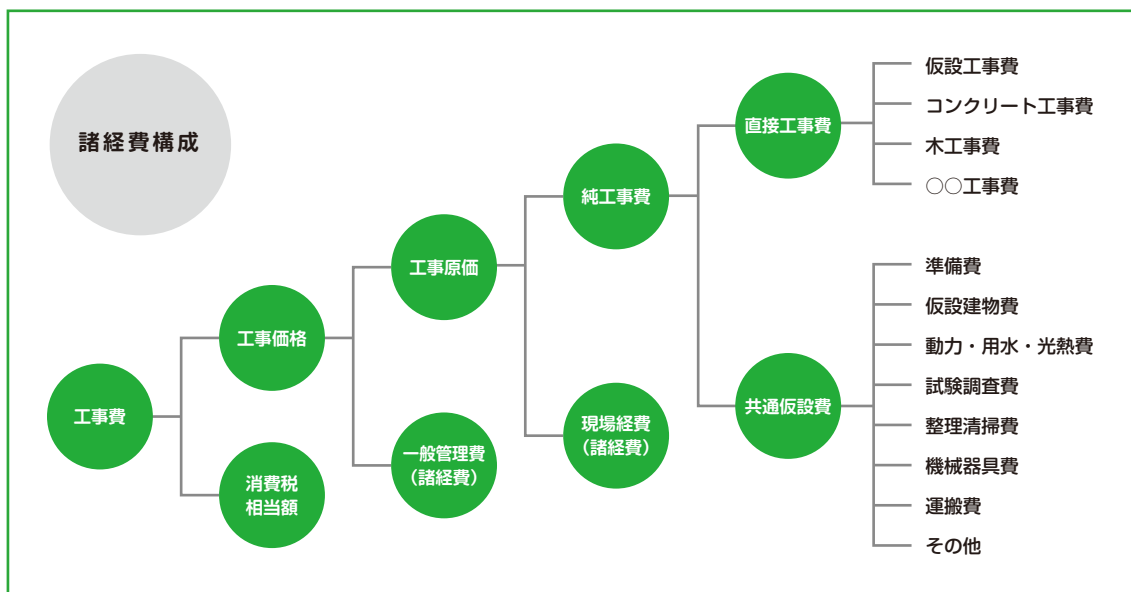 諸経費構成
工事費
工事価格
消費税
相当額
工事原価
一般管理費
（諸経費）
純工事費
現場経費
（諸経費）
直接工事費
共通仮設費
仮設工事費
コンクリート工事費
木工事費
○○工事費
準備費
仮設建物費
動力・用水・光熱費
試験調査費
整理清掃費
機械器具費
運搬費
その他